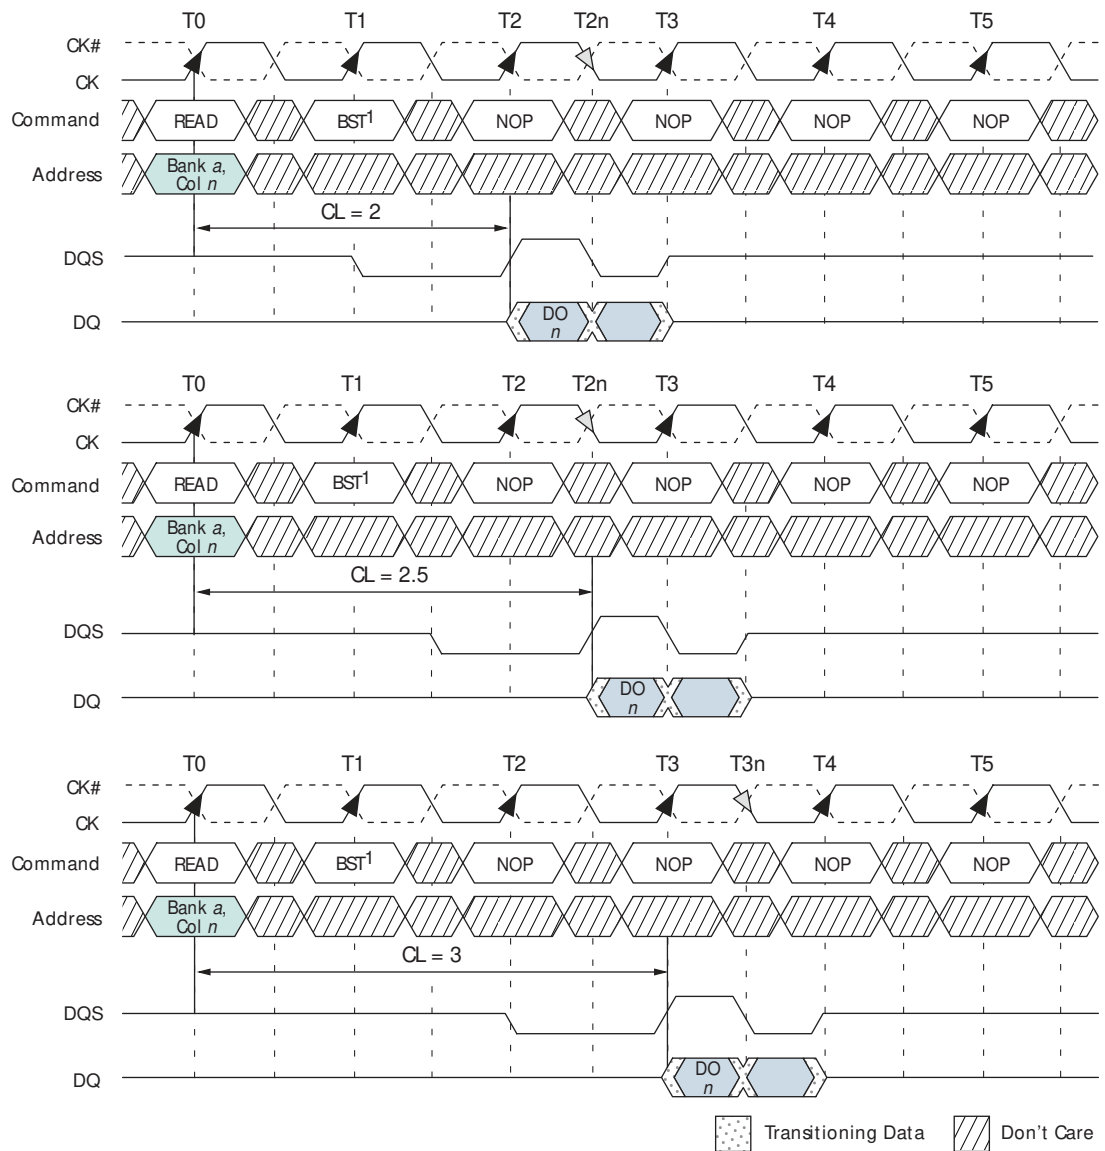 T0 T1 T2 T2n T3 T4 T5
CK#
CK
Command READ BST1 NOP NOP NOP NOP
Address Bank a,
Col n
CL = 2
DQS
DQ DO
n
T0 T1 T2 T2n T3 T4 T5
CK#
CK
Command READ BST1 NOP NOP NOP NOP
Address Bank a,
Col n
CL = 2.5
DQS
DQ DO
n
T0 T1 T2 T3 T3n T4 T5
CK#
CK
Command READ BST1 NOP NOP NOP NOP
Address Bank a,
Col n
CL = 3
DQS
DQ DO
n
Transitioning Data Don't Care